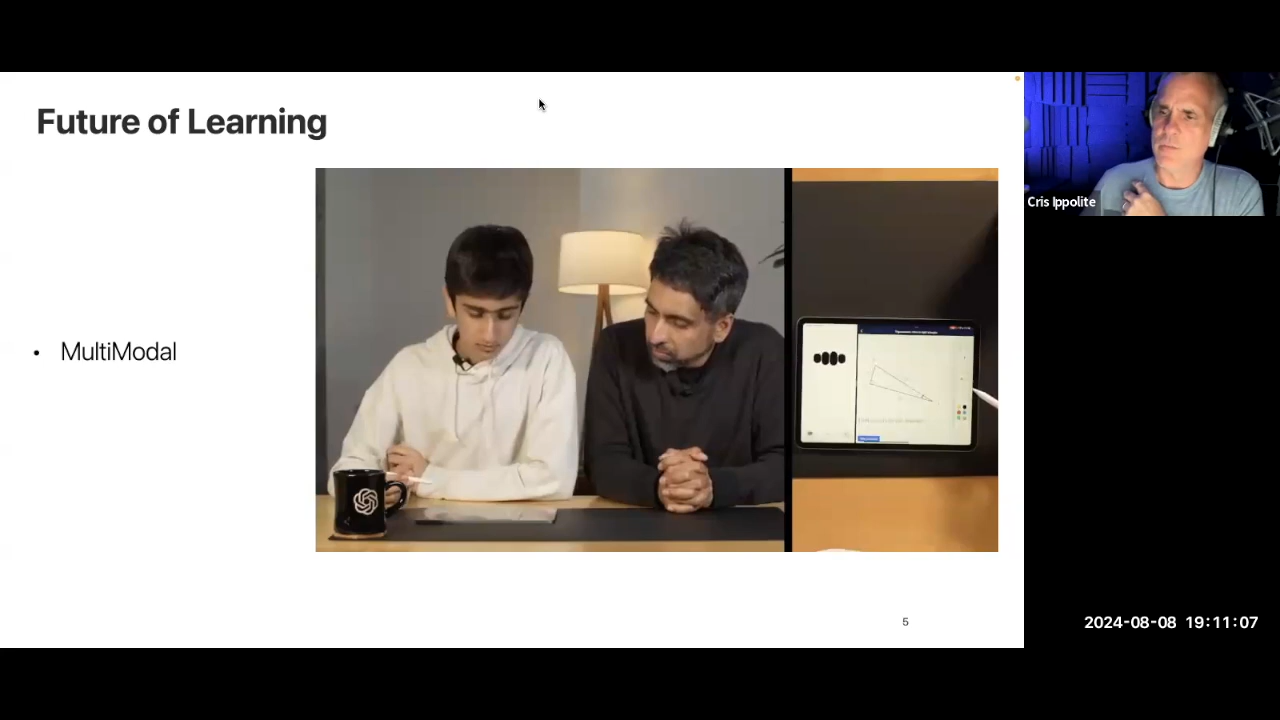 Future of Learning
Cris Ippolite
• MultiModal
5
2024-08-08 19:11:07